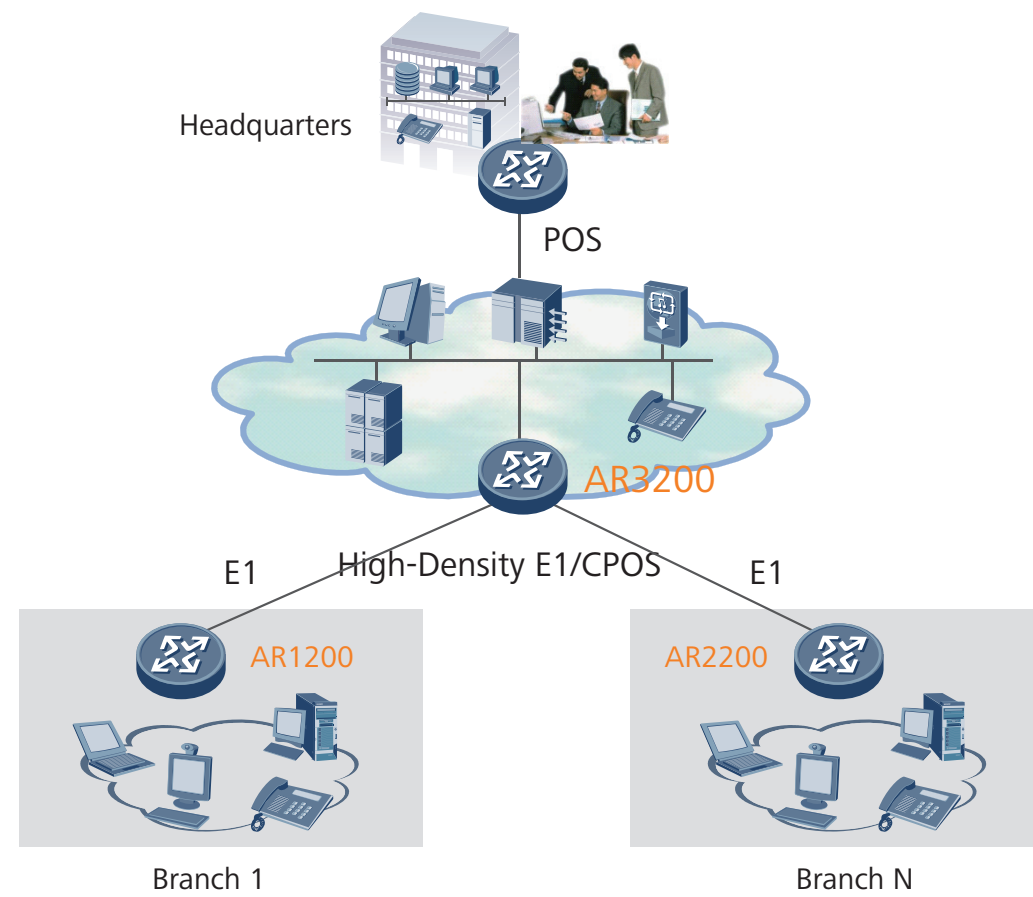 Headquarters
POS
AR3200
High-Density E1/CPOS
E1
E1
AR1200
AR2200
Branch 1
Branch N